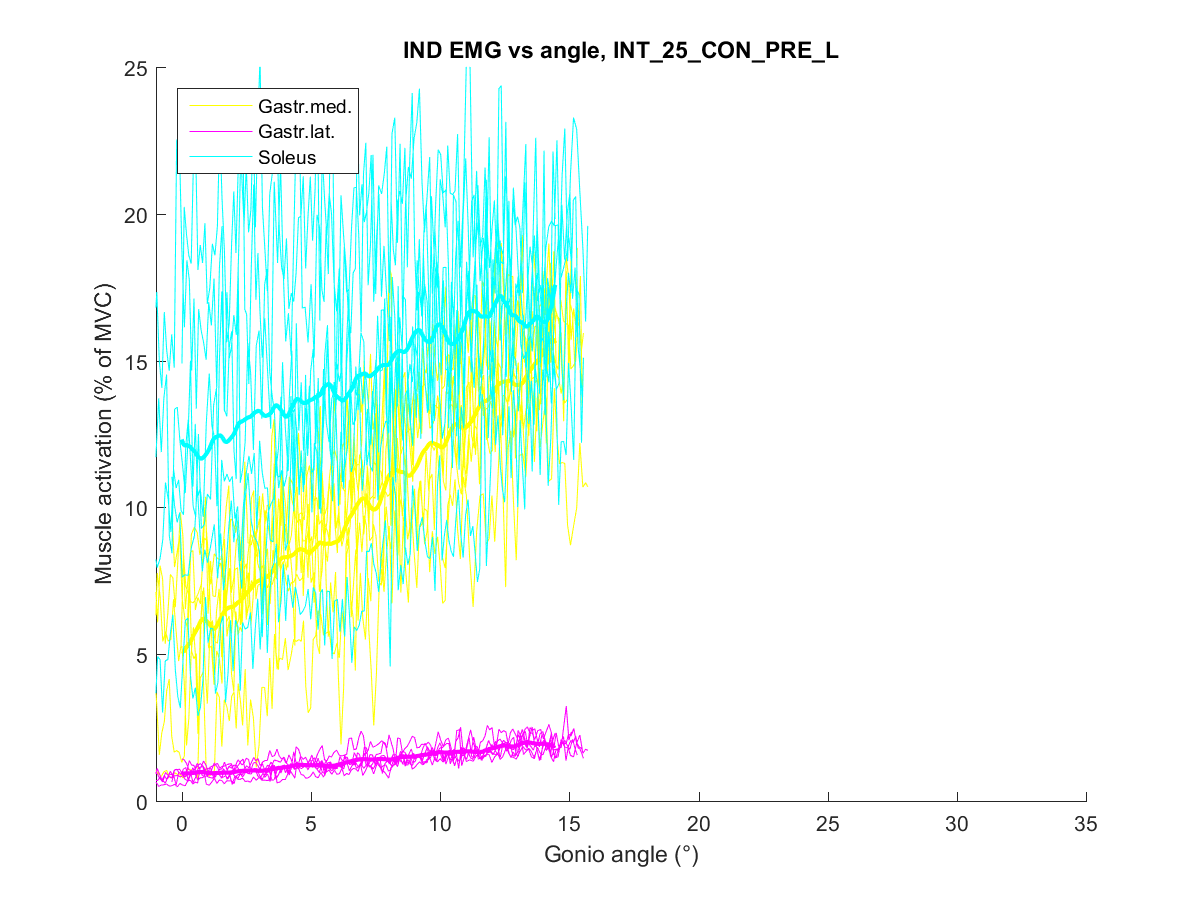 IND EMG vs angle, INT_25_CON_PRE_L
25
20
15
10
5
0
Gastr.med.
Gastr.lat.
Soleus
Muscle activation (% of MVC)
0 5 10 15 20 25 30 35
Gonio angle (°)